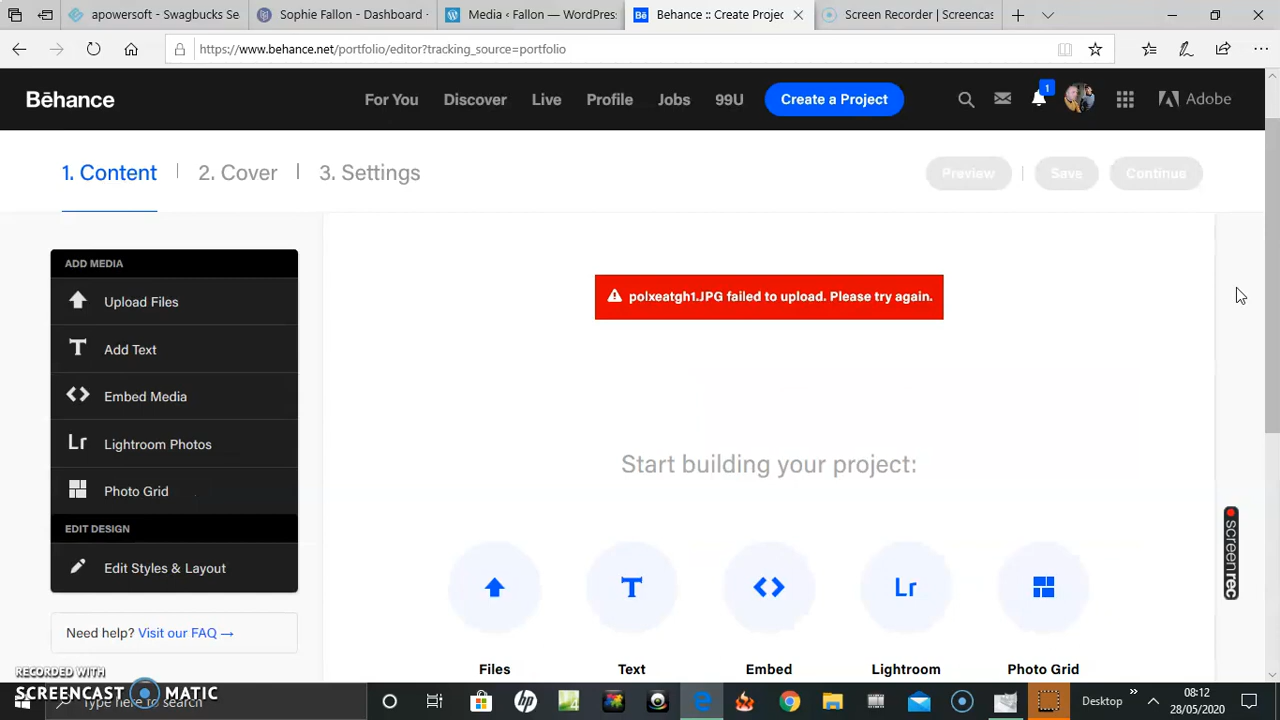 apowersoft - Swagbucks Se
Sophie Fallon - Dashboard
Media ‹ Fallon — WordPress
Behance :: Create Projec
Screen Recorder | Screencas
https://www.behance.net/portfolio/editor?tracking_source=portfolio
Bēhance
For You
Discover
Live
Profile
Jobs
99U
Create a Project
1
Adobe
1. Content
2. Cover
3. Settings
Preview
Save
Continue
ADD MEDIA
Upload Files
Add Text
Embed Media
Lr Lightroom Photos
Photo Grid
EDIT DESIGN
Edit Styles & Layout
Need help? Visit our FAQ →
polxeatgh1.JPG failed to upload. Please try again.
Start building your project:
Lr
Files
Text
Embed
Lightroom
Photo Grid
screenrec
RECORDED WITH
SCREENCAST MATIC
Type here to search
Desktop
08:12
28/05/2020